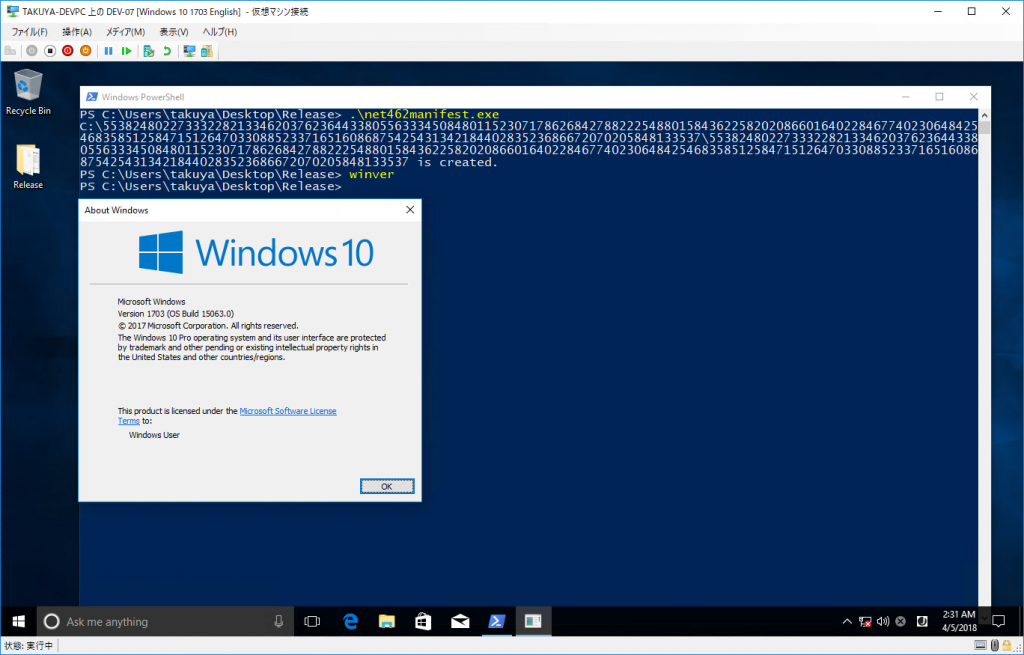 TAKUYA-DEVPC 上の DEV-07 [Windows 10 1703 English] - 仮想マシン接続
ファイル(F) 操作(A) メディア(M) 表示(V) ヘルプ(H)
Recycle Bin
Release
Windows PowerShell
PS C:\Users\takuya\Desktop\Release> .\net462manifest.exe
C:\553824802273332282133462037623644338055633345084801152307178626842788222548801584362258202086601640228467740230648425
4683585125847151264703308852337165160868754254313421844028352368667207020584813 3537\5538248022733322821334620376236443 38
055633345084801152307178626842788222548801584362258202086601640228467740230648425468358512584715126470330885233716516086
87542543134218440283523686672070205848133537 is created.
PS C:\Users\takuya\Desktop\Release> winver
PS C:\Users\takuya\Desktop\Release>
About Windows
Windows 10
Microsoft Windows
Version 1703 (OS Build 15063.0)
© 2017 Microsoft Corporation. All rights reserved.
The Windows 10 Pro operating system and its user interface are protected
by trademark and other pending or existing intellectual property rights in
the United States and other countries/regions.
This product is licensed under the Microsoft Software License
Terms to:
Windows User
OK
Ask me anything
2:31 AM
4/5/2018
状態: 実行中